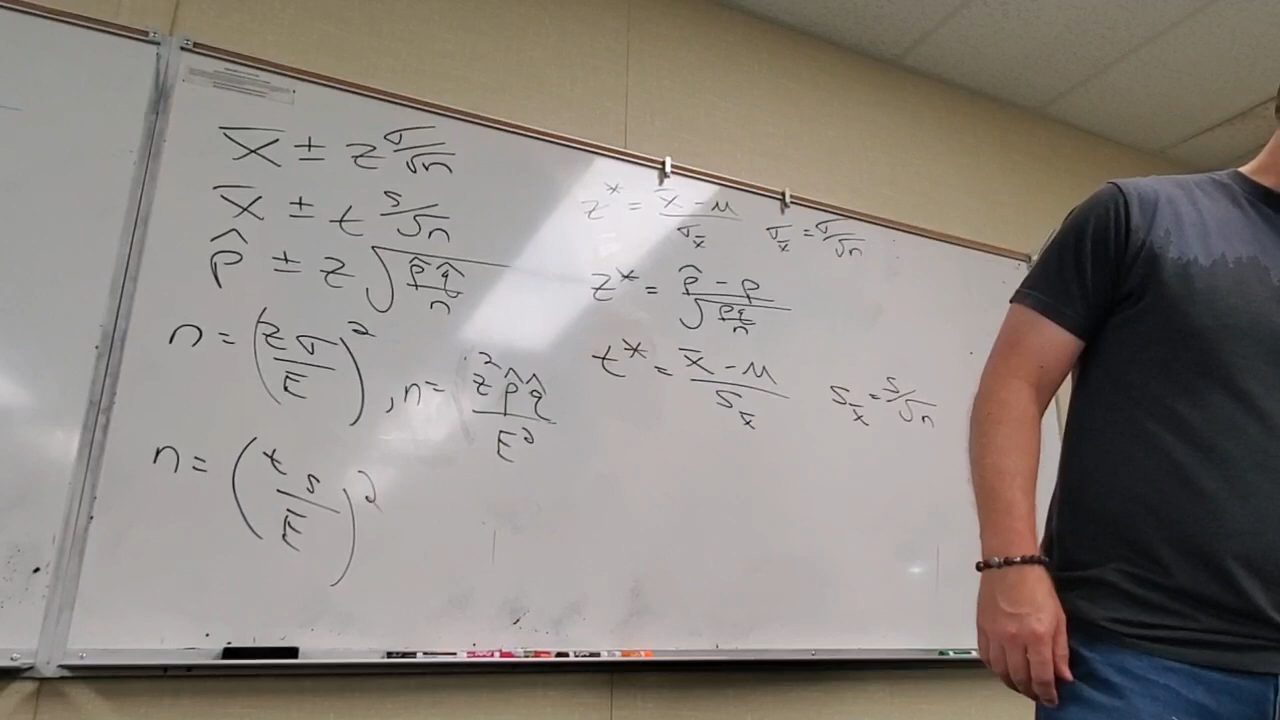 x̄ ± z σ/√n
x̄ ± t s/√n
p̂ ± z √(p̂q̂/n)
n = (zσ/E)² , n = z²p̂q̂/E²
n = (ts/E)²
z* = (x̄ - μ)/σ_x̄   σ_x̄ = σ/√n
z* = (p̂ - p)/√(pq/n)
t* = (x̄ - μ)/s_x̄   s_x̄ = s/√n